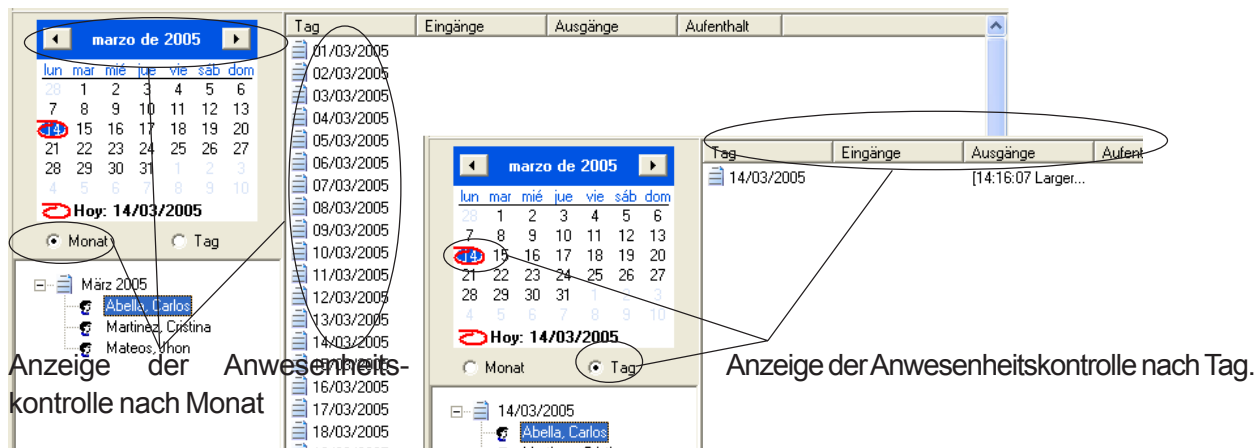 Tag Eingänge Ausgänge Aufenthalt
marzo de 2005
lun mar mié jue vie sáb dom
28 1 2 3 4 5 6
7 8 9 10 11 12 13
14 15 16 17 18 19 20
21 22 23 24 25 26 27
28 29 30 31 1 2 3
4 5 6 7 8 9 10
Hoy: 14/03/2005
Monat Tag
März 2005
Abella, Carlos
Martinez, Cristina
Mateos, Jhon
Anzeige der Anwesenheits-
kontrolle nach Monat
01/03/2005
02/03/2005
03/03/2005
04/03/2005
05/03/2005
06/03/2005
07/03/2005
08/03/2005
09/03/2005
10/03/2005
11/03/2005
12/03/2005
13/03/2005
14/03/2005
15/03/2005
16/03/2005
17/03/2005
18/03/2005
marzo de 2005
lun mar mié jue vie sáb dom
28 1 2 3 4 5 6
7 8 9 10 11 12 13
14 15 16 17 18 19 20
21 22 23 24 25 26 27
28 29 30 31 1 2 3
4 5 6 7 8 9 10
Hoy: 14/03/2005
Monat Tag
14/03/2005
Abella, Carlos
Tag Eingänge Ausgänge Aufent
14/03/2005 [14:16:07 Larger...
Anzeige der Anwesenheitskontrolle nach Tag.